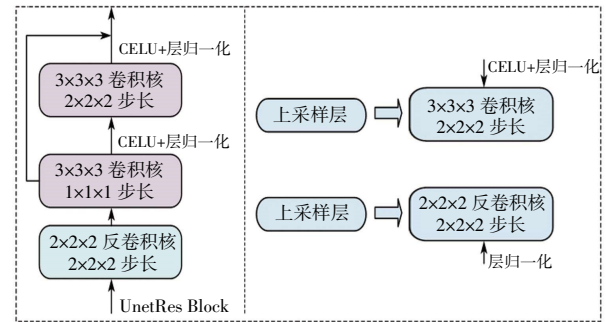 CELU+层归一化
3×3×3 卷积核
2×2×2 步长
CELU+层归一化
3×3×3 卷积核
1×1×1 步长
2×2×2 反卷积核
2×2×2 步长
UnetRes Block
CELU+层归一化
上采样层
3×3×3 卷积核
2×2×2 步长
上采样层
2×2×2 反卷积核
2×2×2 步长
层归一化